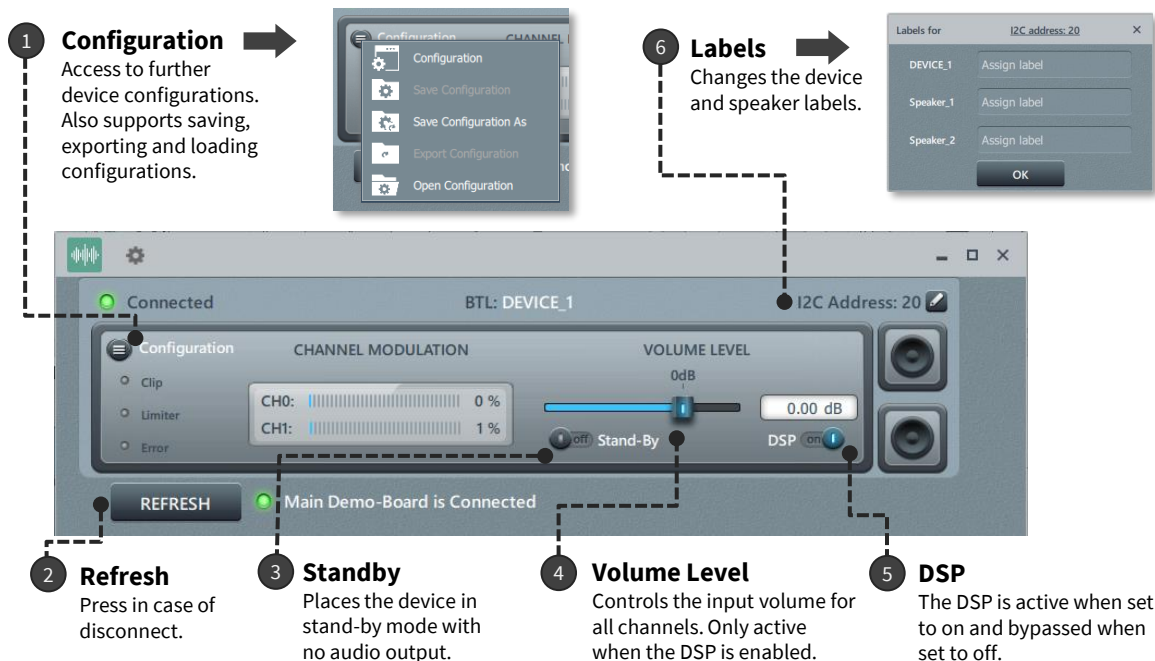 1
Configuration
Access to further
device configurations.
Also supports saving,
exporting and loading
configurations.
Configuration
CHANNEL
Configuration
Save Configuration
Save Configuration As
Export Configuration
Open Configuration
6
Labels
Changes the device
and speaker labels.
Labels for I2C address: 20
DEVICE_1 Assign label
Speaker_1 Assign label
Speaker_2 Assign label
OK
Connected BTL: DEVICE_1 I2C Address: 20
Configuration CHANNEL MODULATION VOLUME LEVEL
0dB
Clip
Limiter
Error
CH0: 0 %
CH1: 1 %
0.00 dB
off Stand-By DSP on
REFRESH Main Demo-Board is Connected
2
Refresh
Press in case of
disconnect.
3
Standby
Places the device in
stand-by mode with
no audio output.
4
Volume Level
Controls the input volume for
all channels. Only active
when the DSP is enabled.
5
DSP
The DSP is active when set
to on and bypassed when
set to off.